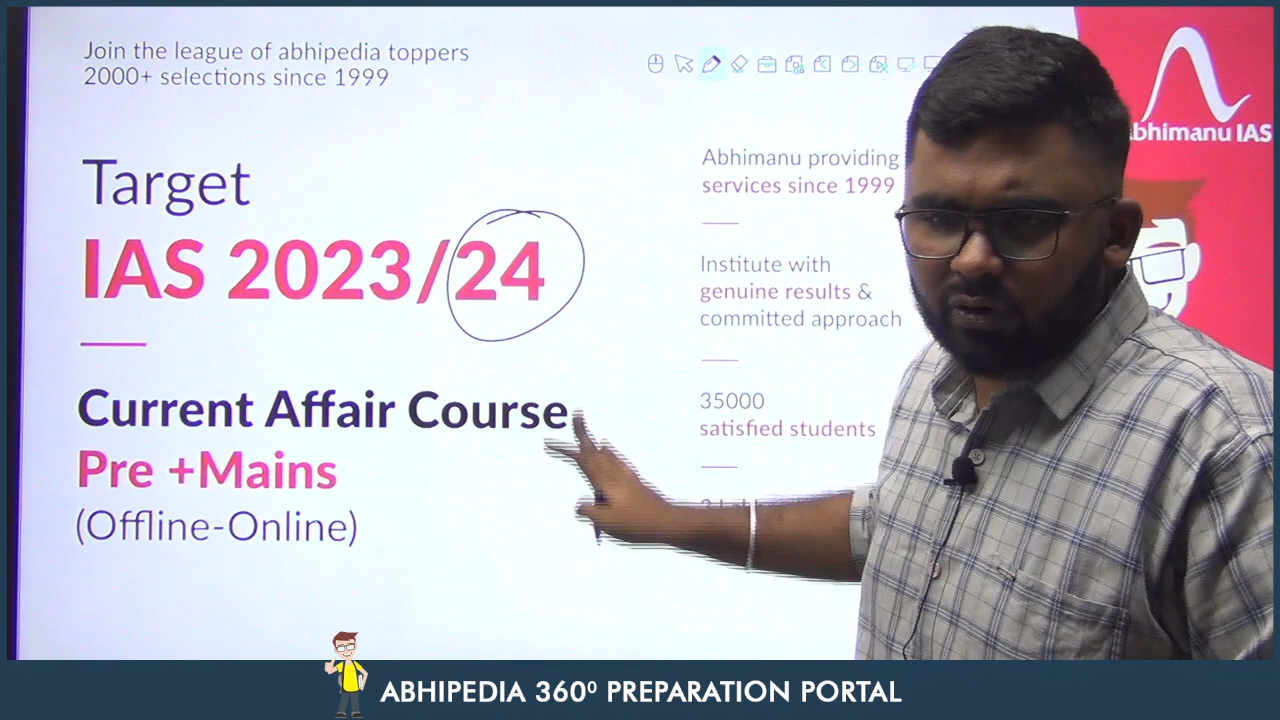 Join the league of abhipedia toppers
2000+ selections since 1999
Target
IAS 2023/24
Current Affair Course
Pre +Mains
(Offline-Online)
Abhimanu providing
services since 1999
Institute with
genuine results &
committed approach
35000
satisfied students
bhimanu IAS
ABHIPEDIA 360⁰ PREPARATION PORTAL